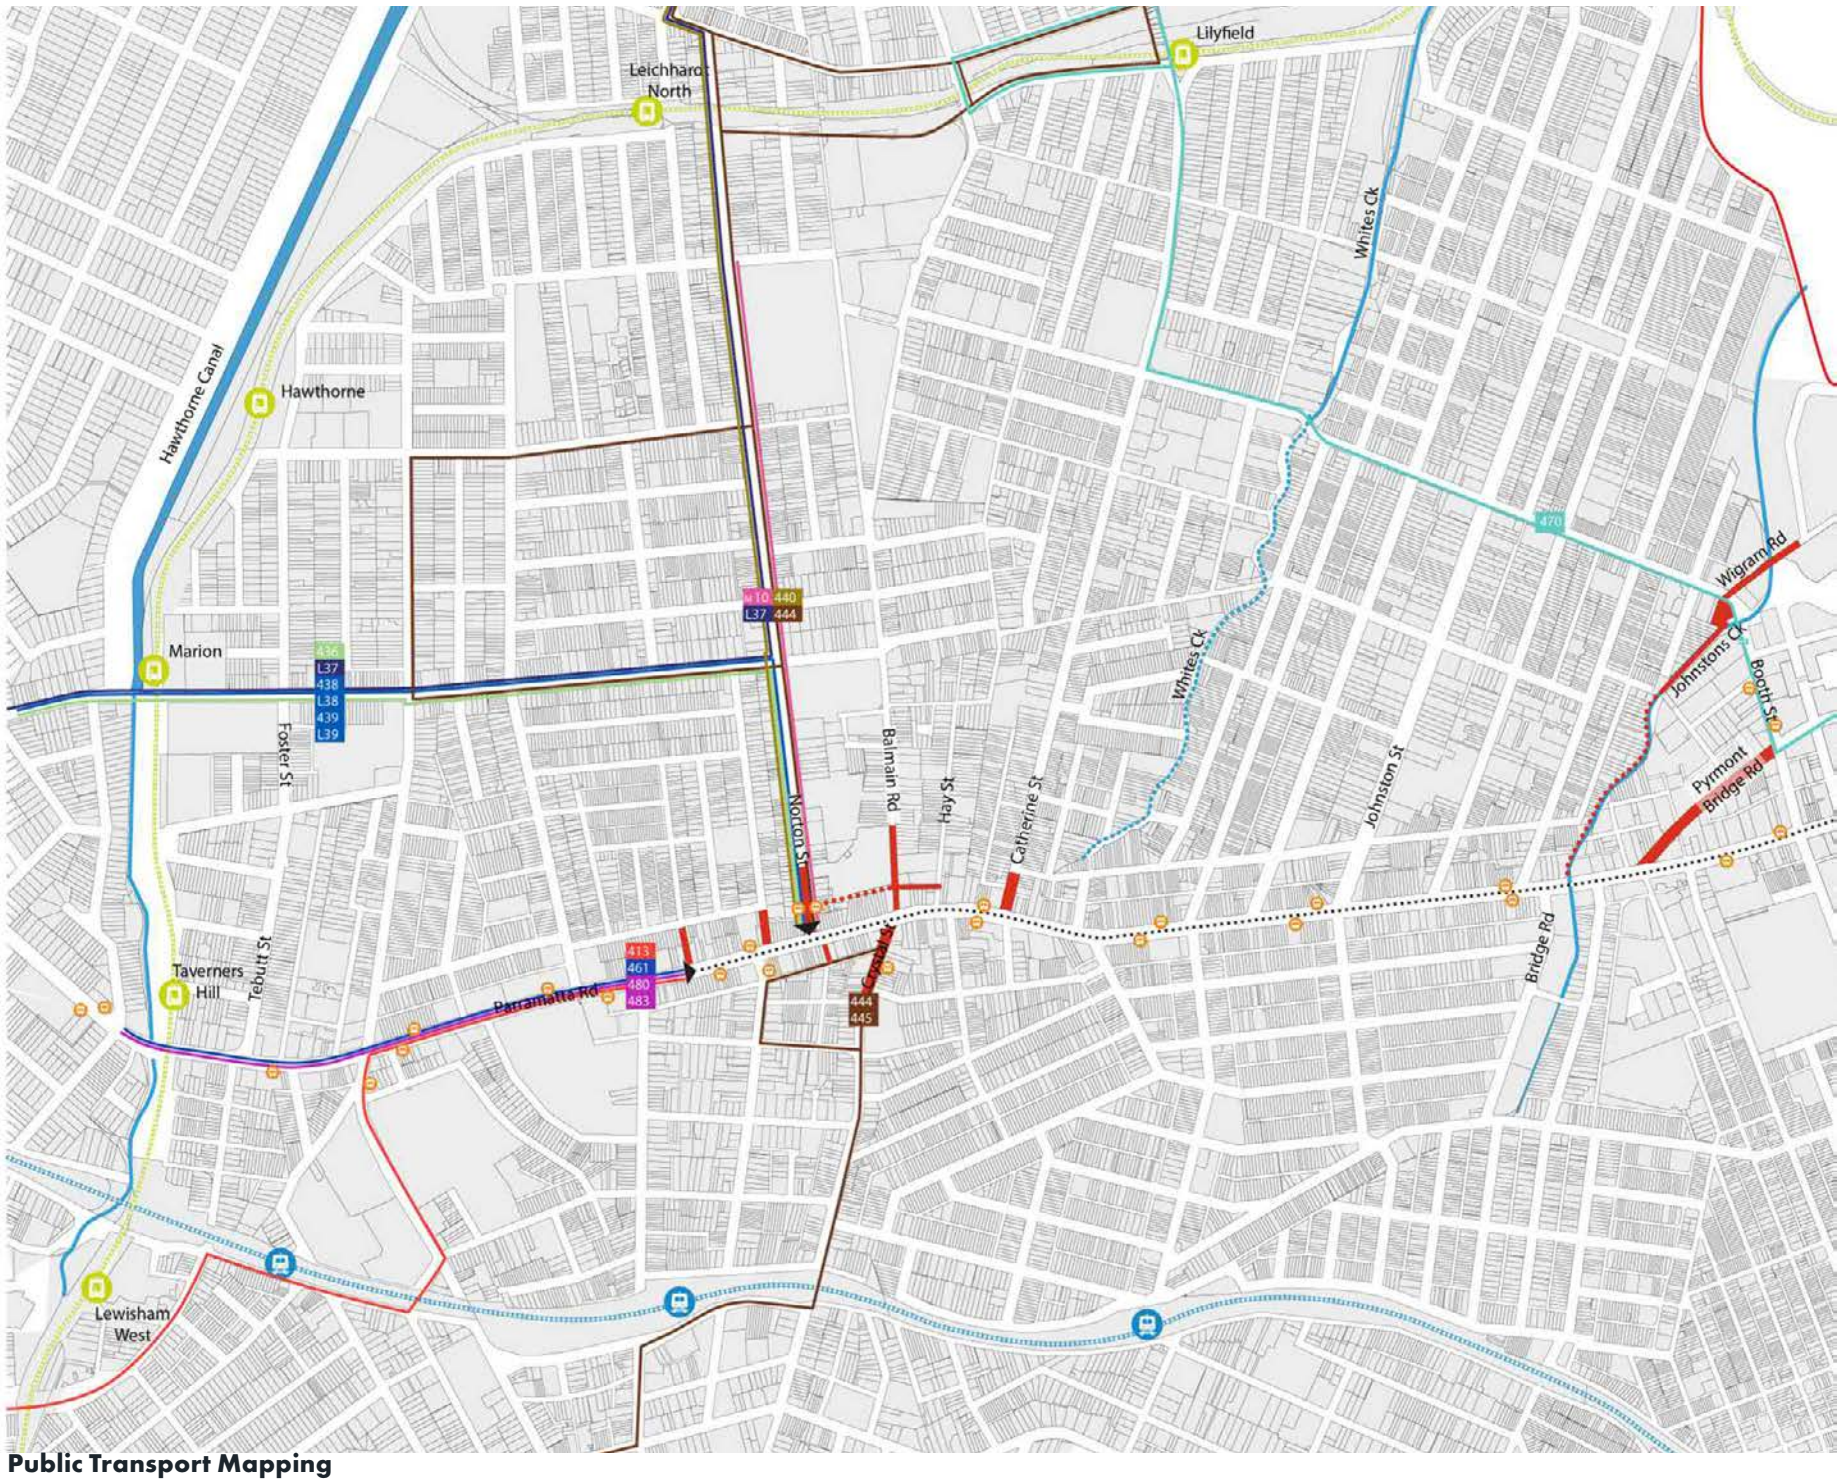 Lilyfield
Leichhardt
North
Whites Ck
Hawthorne Canal
Hawthorne
470
Wigram Rd
M10 440
L37 444
Johnstons Ck
Marion
436
L37
438
L38
439
L39
Whites Ck
Booth St
Foster St
Balmain Rd
Hay St
Catherine St
Johnston St
Pyrmont
Bridge Rd
Norton St
Crystal St
Bridge Rd
Tebutt St
Taverners
Hill
Parramatta Rd
413
461
480
483
444
445
Lewisham
West
Public Transport Mapping